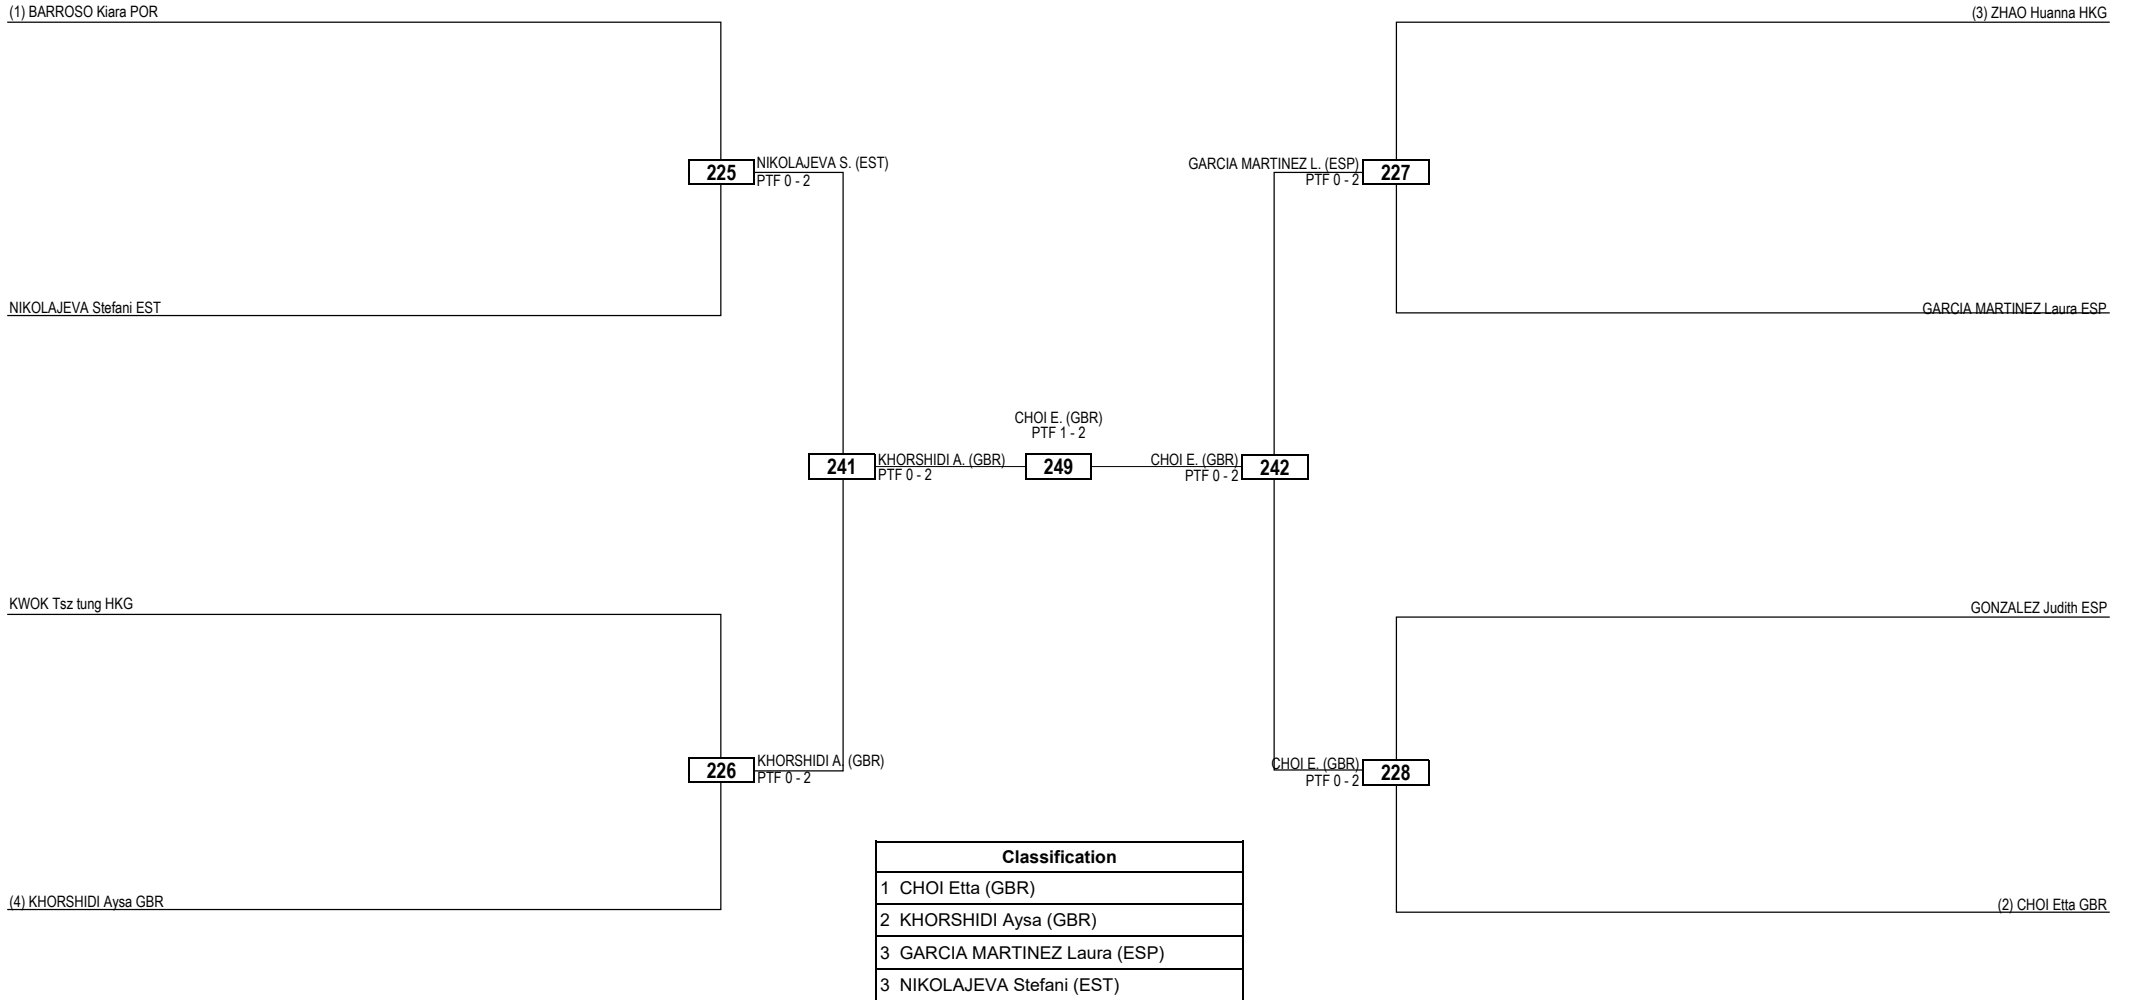 (1) BARROSO Kiara POR
(3) ZHAO Huanna HKG
225
NIKOLAJEVA S. (EST)
PTF 0 - 2
GARCIA MARTINEZ L. (ESP)
PTF 0 - 2
227
NIKOLAJEVA Stefani EST
GARCIA MARTINEZ Laura ESP
CHOI E. (GBR)
PTF 1 - 2
241
KHORSHIDI A. (GBR)
PTF 0 - 2
249
CHOI E. (GBR)
PTF 0 - 2
242
KWOK Tsz tung HKG
GONZALEZ Judith ESP
226
KHORSHIDI A. (GBR)
PTF 0 - 2
CHOI E. (GBR)
PTF 0 - 2
228
(4) KHORSHIDI Aysa GBR
(2) CHOI Etta GBR
Classification
1 CHOI Etta (GBR)
2 KHORSHIDI Aysa (GBR)
3 GARCIA MARTINEZ Laura (ESP)
3 NIKOLAJEVA Stefani (EST)